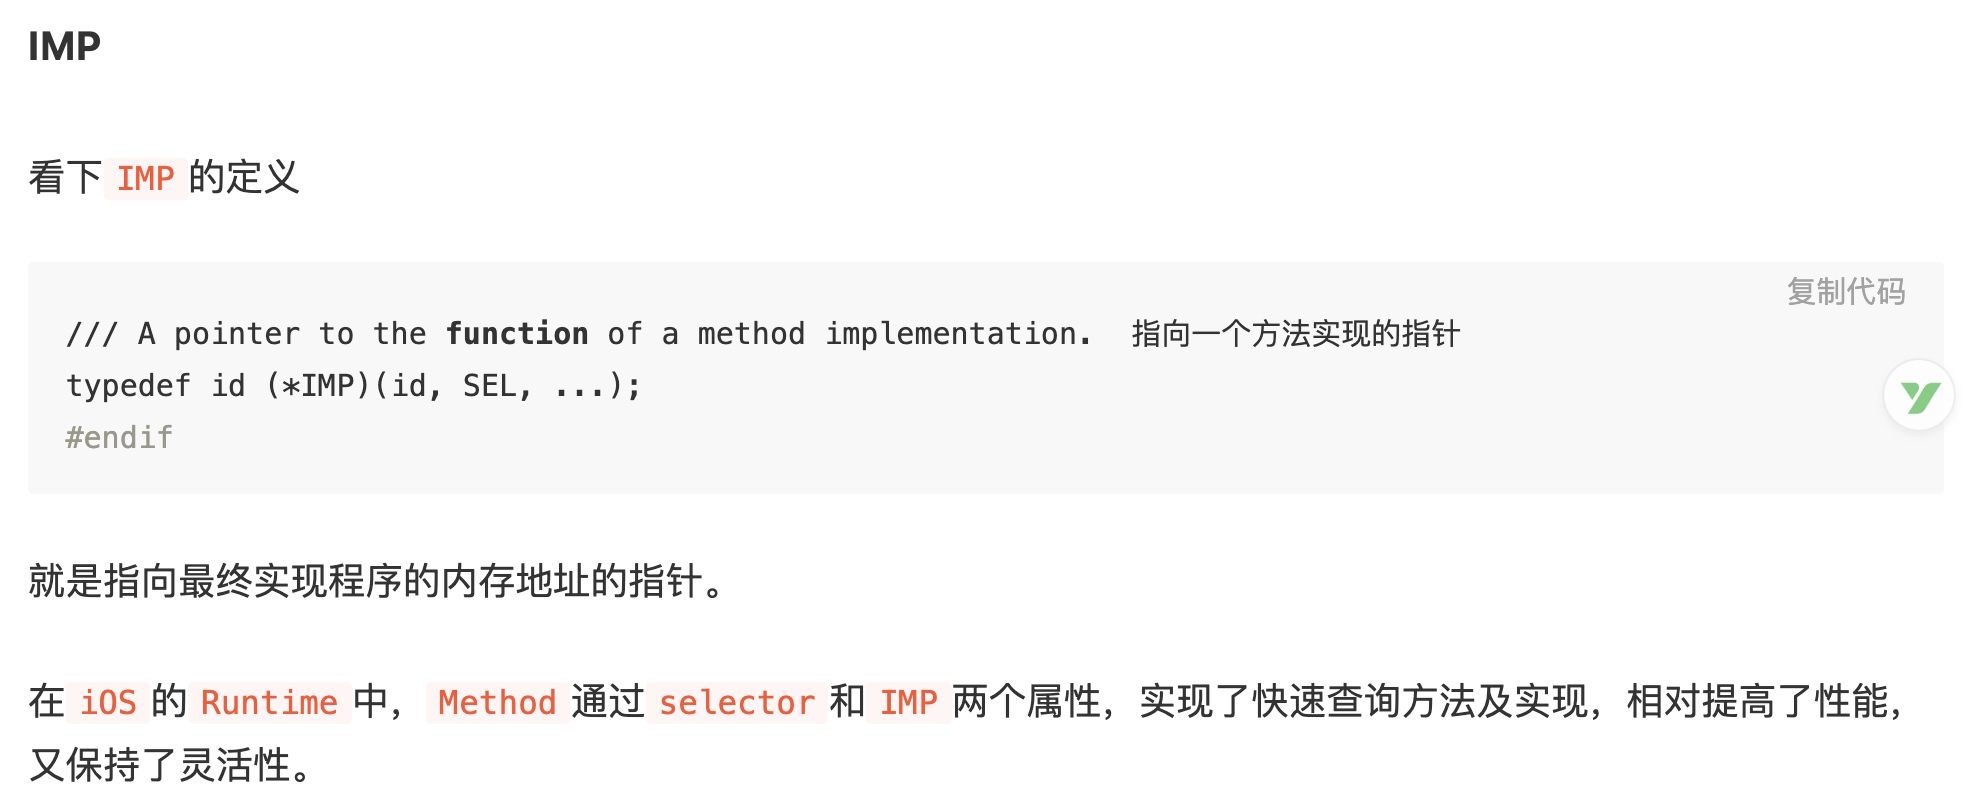 IMP
看下 IMP 的定义
复制代码
/// A pointer to the function of a method implementation.  指向一个方法实现的指针
typedef id (*IMP)(id, SEL, ...);
#endif
就是指向最终实现程序的内存地址的指针。
在 iOS 的 Runtime 中， Method 通过 selector 和 IMP 两个属性，实现了快速查询方法及实现，相对提高了性能，
又保持了灵活性。